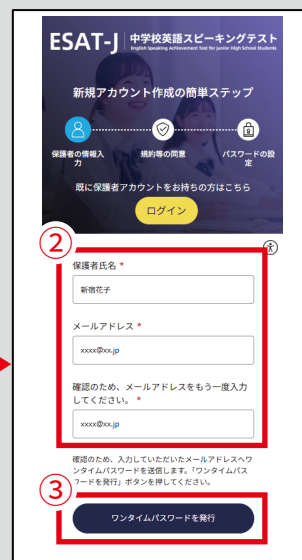 ESAT-J 中学校英語スピーキングテスト
English Speaking Achievement Test for Junior High School Students
新規アカウント作成の簡単ステップ
保護者の情報入力
規約等の同意
パスワードの設定
既に保護者アカウントをお持ちの方はこちら
ログイン
②
保護者氏名 *
新宿花子
メールアドレス *
xxxx@xx.jp
確認のため、メールアドレスをもう一度入力
してください。 *
xxxx@xx.jp
確認のため、入力していただいたメールアドレスへワ
ンタイムパスワードを送信します。「ワンタイムパス
ワードを発行」ボタンを押してください。
③
ワンタイムパスワードを発行